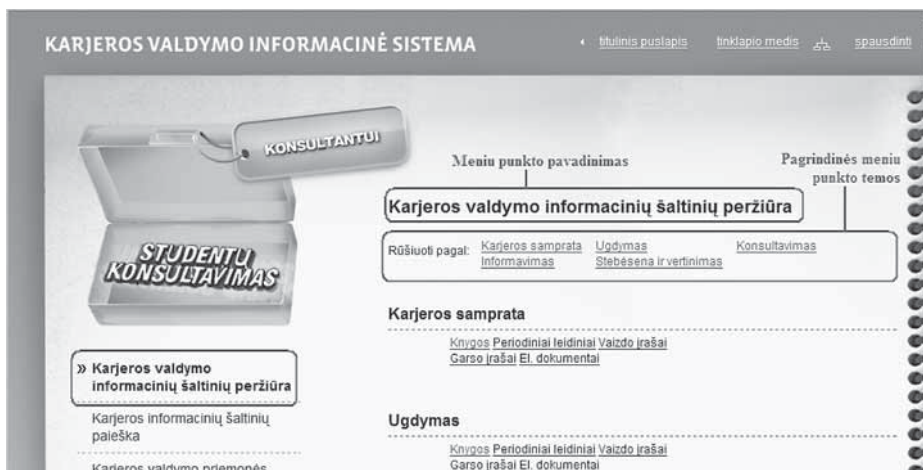 KARJEROS VALDYMO INFORMACINĖ SISTEMA
titulinis puslapis tinklapio medis spausdinti
KONSULTANTUI
STUDENTŲ
KONSULTAVIMAS
Meniu punkto pavadinimas
Pagrindinės meniu
punkto temos
Karjeros valdymo informacinių šaltinių peržiūra
Rūšiuoti pagal: Karjeros samprata Ugdymas Konsultavimas
Informavimas Stebėsena ir vertinimas
Karjeros samprata
Knygos Periodiniai leidiniai Vaizdo įrašai
Garso įrašai El. dokumentai
» Karjeros valdymo
informacinių šaltinių peržiūra
Karjeros informacinių šaltinių
paieška
Karjeros valdymo priemonės
Ugdymas
Knygos Periodiniai leidiniai Vaizdo įrašai
Garso įrašai El. dokumentai